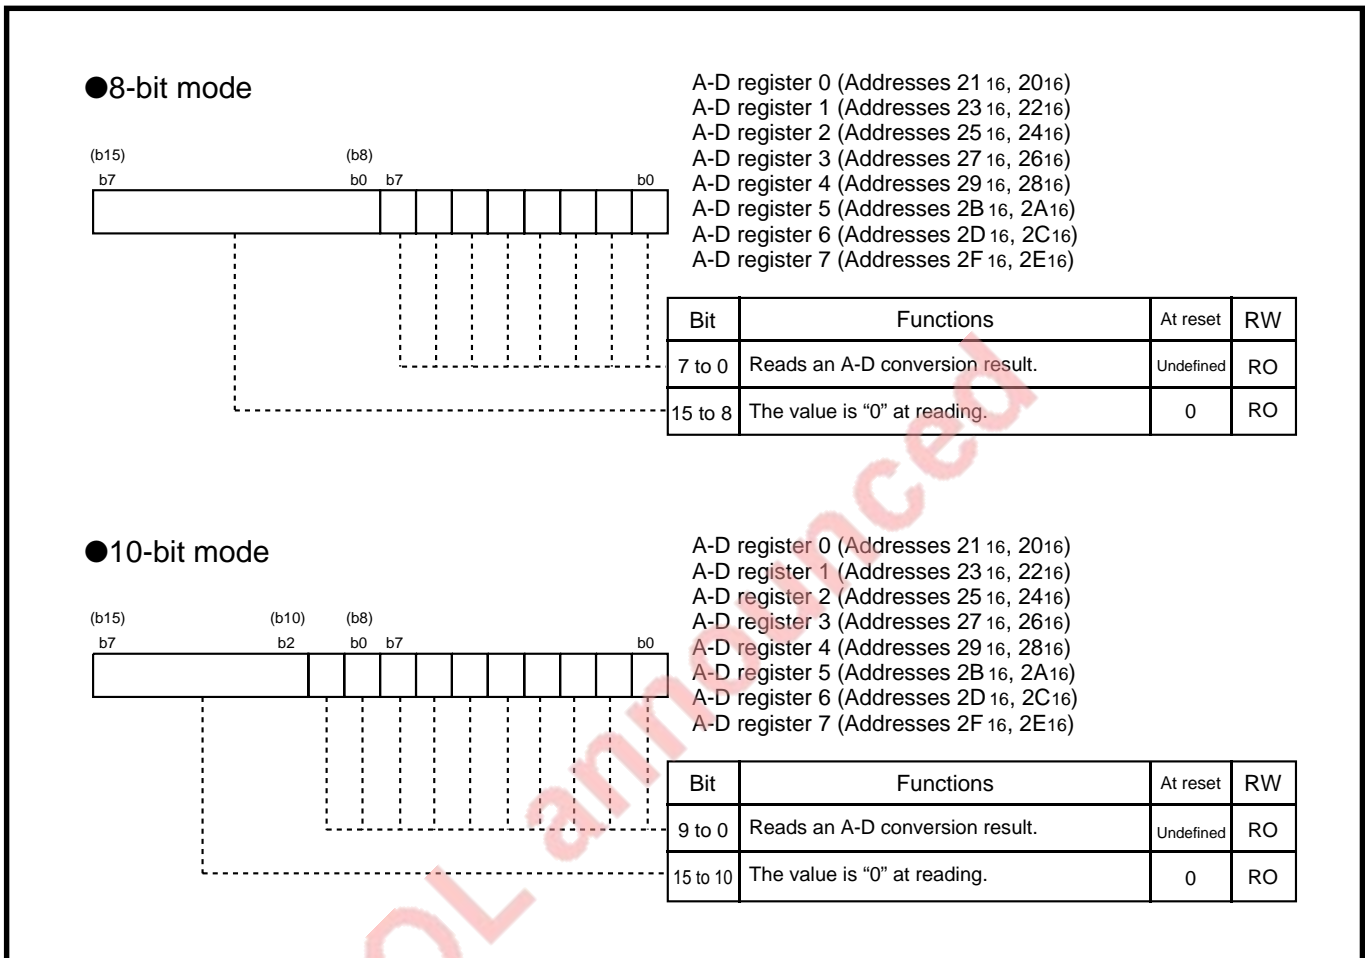 ●8-bit mode
A-D register 0 (Addresses 21 16, 2016)
A-D register 1 (Addresses 23 16, 2216)
A-D register 2 (Addresses 25 16, 2416)
A-D register 3 (Addresses 27 16, 2616)
A-D register 4 (Addresses 29 16, 2816)
A-D register 5 (Addresses 2B 16, 2A16)
A-D register 6 (Addresses 2D 16, 2C16)
A-D register 7 (Addresses 2F 16, 2E16)
(b15) (b8)
b7 b0 b7 b0
Bit Functions At reset RW
7 to 0 Reads an A-D conversion result. Undefined RO
15 to 8 The value is “0” at reading. 0 RO
●10-bit mode
A-D register 0 (Addresses 21 16, 2016)
A-D register 1 (Addresses 23 16, 2216)
A-D register 2 (Addresses 25 16, 2416)
A-D register 3 (Addresses 27 16, 2616)
A-D register 4 (Addresses 29 16, 2816)
A-D register 5 (Addresses 2B 16, 2A16)
A-D register 6 (Addresses 2D 16, 2C16)
A-D register 7 (Addresses 2F 16, 2E16)
(b15) (b10) (b8)
b7 b2 b0 b7 b0
Bit Functions At reset RW
9 to 0 Reads an A-D conversion result. Undefined RO
15 to 10 The value is “0” at reading. 0 RO
OL announced